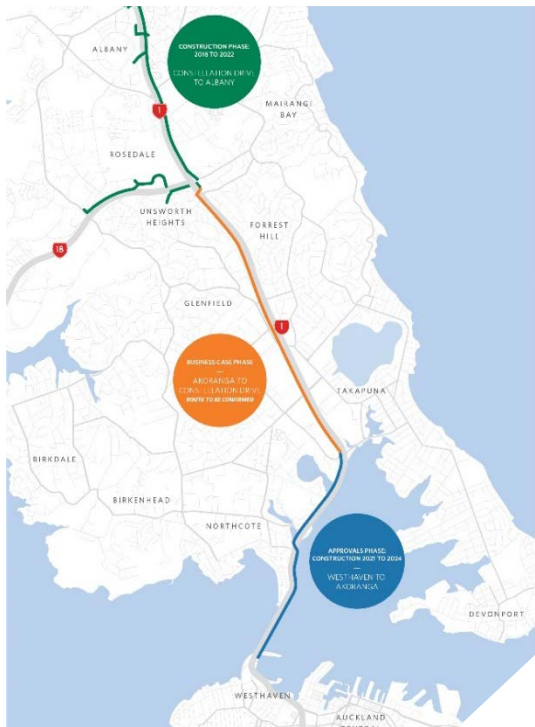 ALBANY
CONSTRUCTION PHASE:
2018 TO 2022
CONSTELLATION DRIVE
TO ALBANY
MAIRANGI
BAY
1
ROSEDALE
UNSWORTH
HEIGHTS
FORREST
HILL
18
GLENFIELD
1
BUSINESS CASE PHASE
AKORANGA TO
CONSTELLATION DRIVE
ROUTE TO BE CONFIRMED
TAKAPUNA
BIRKDALE
BIRKENHEAD
NORTHCOTE
APPROVALS PHASE:
CONSTRUCTION 2021 TO 2024
WESTHAVEN TO
AKORANGA
DEVONPORT
WESTHAVEN
AUCKLAND